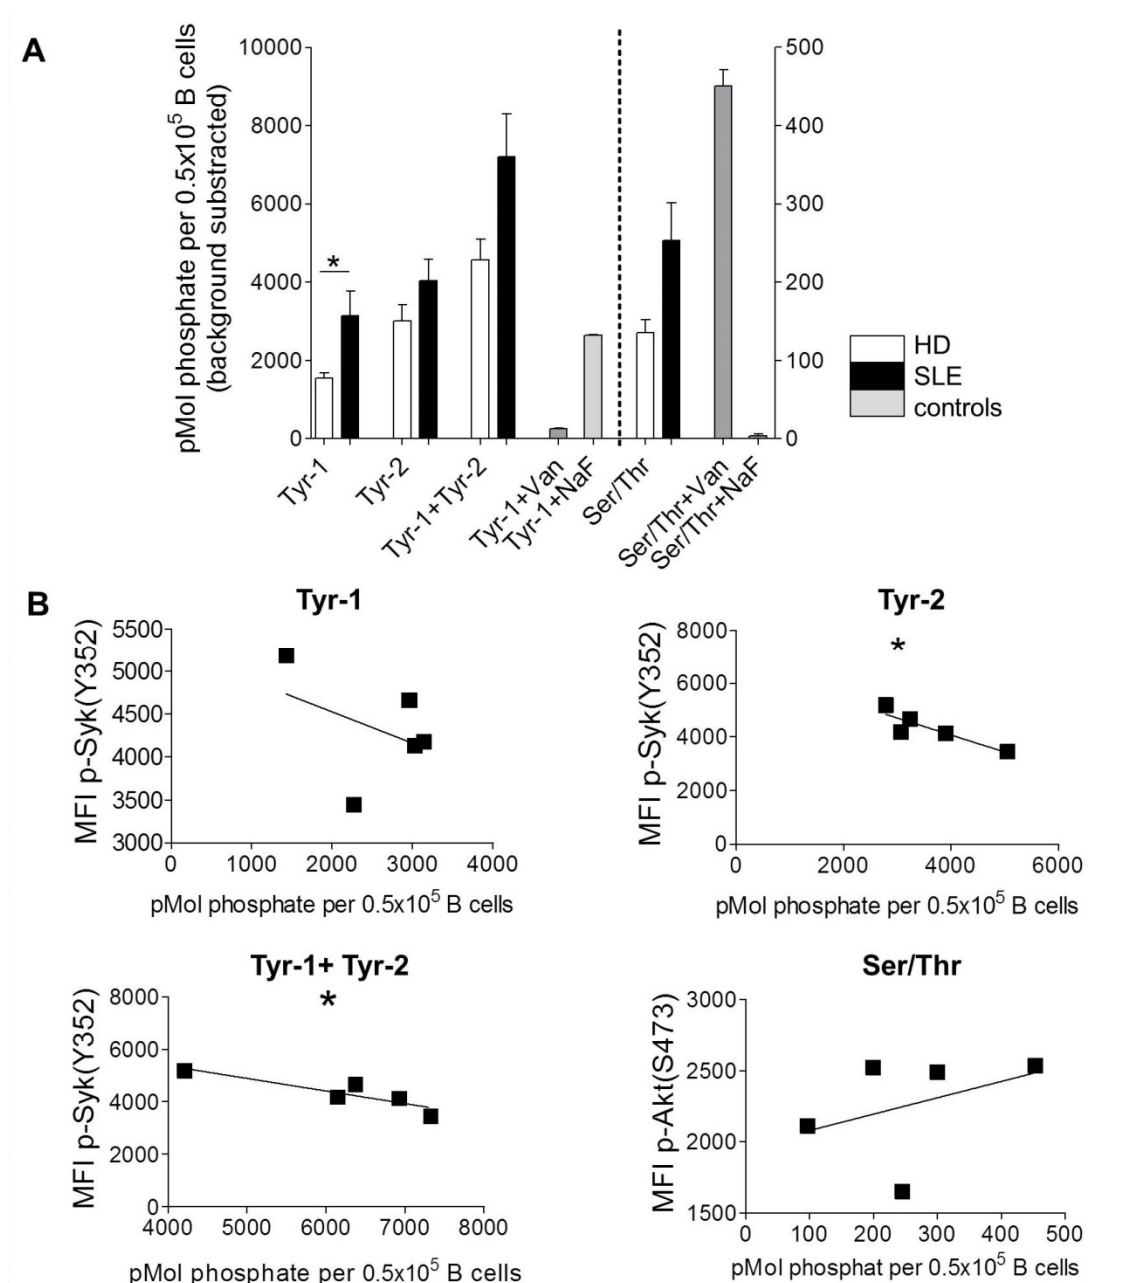 A
pMol phosphate per 0.5x10⁵ B cells
(background substracted)
10000
8000
6000
4000
2000
0
*
500
400
300
200
100
0
Tyr-1
Tyr-2
Tyr-1+Tyr-2
Tyr-1+Van
Tyr-1+NaF
Ser/Thr
Ser/Thr+Van
Ser/Thr+NaF
HD
SLE
controls
B
Tyr-1
MFI p-Syk(Y352)
5500
5000
4500
4000
3500
3000
0 1000 2000 3000 4000
pMol phosphate per 0.5x10⁵ B cells
Tyr-2
*
MFI p-Syk(Y352)
8000
6000
4000
2000
0
0 2000 4000 6000
pMol phosphate per 0.5x10⁵ B cells
Tyr-1+ Tyr-2
*
MFI p-Syk(Y352)
8000
6000
4000
2000
0
4000 5000 6000 7000 8000
pMol phosphate per 0.5x10⁵ B cells
Ser/Thr
MFI p-Akt(S473)
3000
2500
2000
1500
0 100 200 300 400 500
pMol phosphat per 0.5x10⁵ B cells